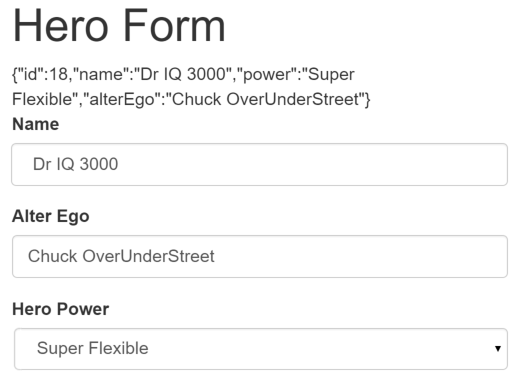 Hero Form
{"id":18,"name":"Dr IQ 3000","power":"Super
Flexible","alterEgo":"Chuck OverUnderStreet"}
Name
Dr IQ 3000
Alter Ego
Chuck OverUnderStreet
Hero Power
Super Flexible